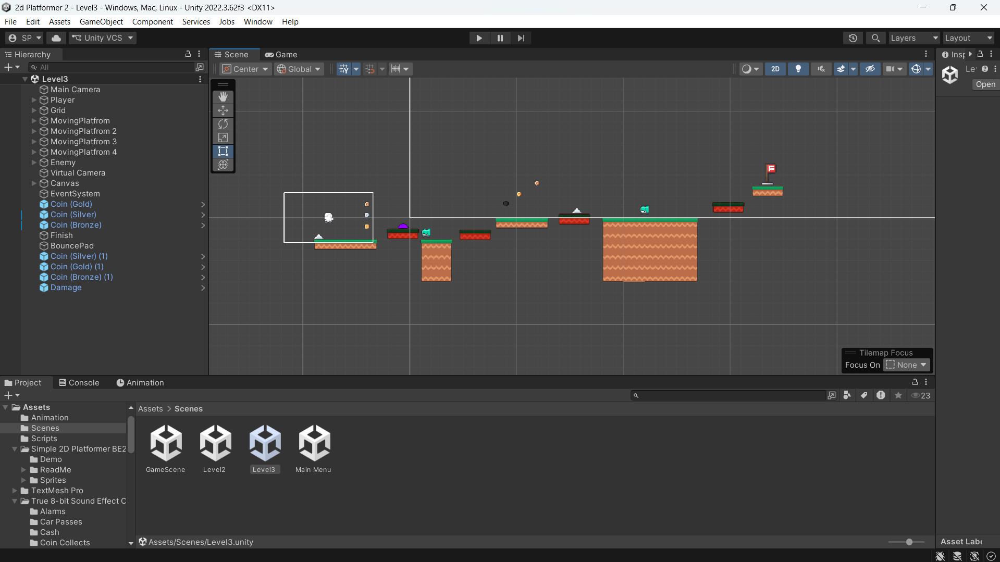 2d Platformer 2 - Level3 - Windows, Mac, Linux - Unity 2022.3.62f3 <DX11>
File Edit Assets GameObject Component Services Jobs Window Help
SP Unity VCS Layers Layout
Hierarchy
All
Level3
Main Camera
Player
Grid
MovingPlatfrom
MovingPlatfrom 2
MovingPlatfrom 3
MovingPlatfrom 4
Enemy
Virtual Camera
Canvas
EventSystem
Coin (Gold)
Coin (Silver)
Coin (Bronze)
Finish
BouncePad
Coin (Silver) (1)
Coin (Gold) (1)
Coin (Bronze) (1)
Damage
Scene Game
Center Global 2D
F
Tilemap Focus
Focus On None
Insp
Le
Open
Project Console Animation
23
Assets
Animation
Scenes
Scripts
Simple 2D Platformer BE2
Demo
ReadMe
Sprites
TextMesh Pro
True 8-bit Sound Effect C
Alarms
Car Passes
Cash
Coin Collects
Assets > Scenes
GameScene Level2 Level3 Main Menu
Assets/Scenes/Level3.unity
Asset Labe